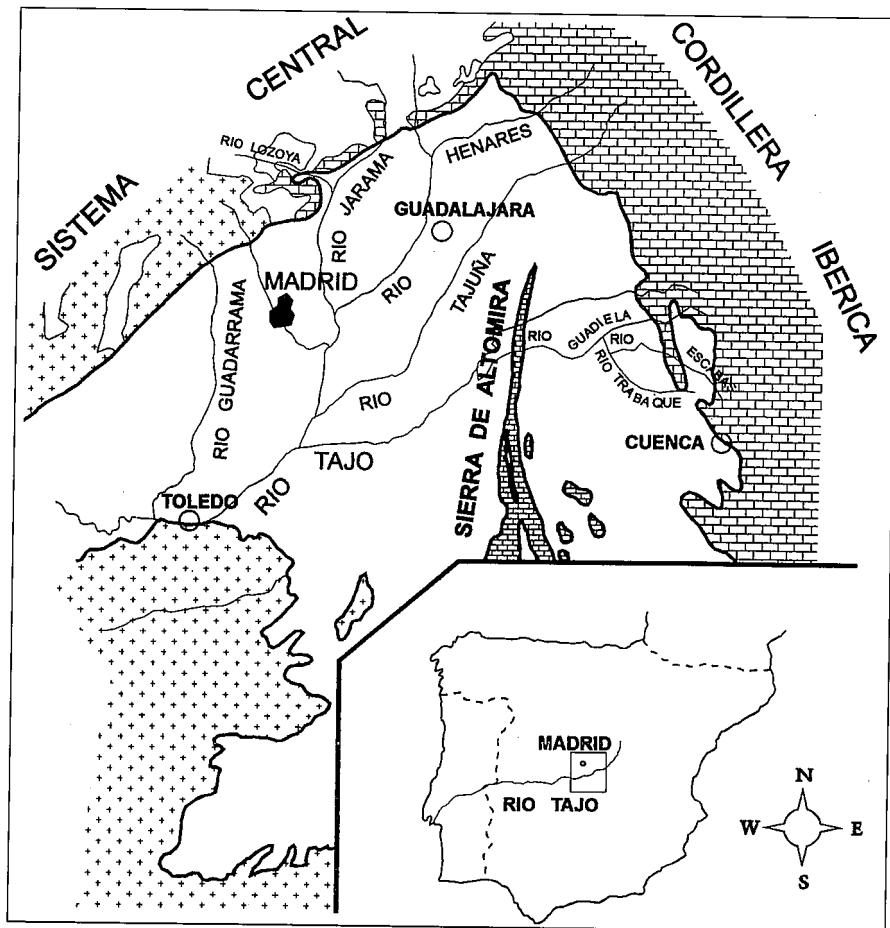 CENTRAL
CORDILLERA
IBERICA
SISTEMA
RIO LOZOYA
HENARES
RIO JARAMA
GUADALAJARA
RIO
MADRID
TAJUÑA
RIO
RIO GUADARRAMA
SIERRA DE ALTOMIRA
RIO
GUADIELA
RIO
ESCABAS
RIO TRABAQUE
CUENCA
TAJO
RIO
TOLEDO
MADRID
RIO TAJO
N
W
E
S